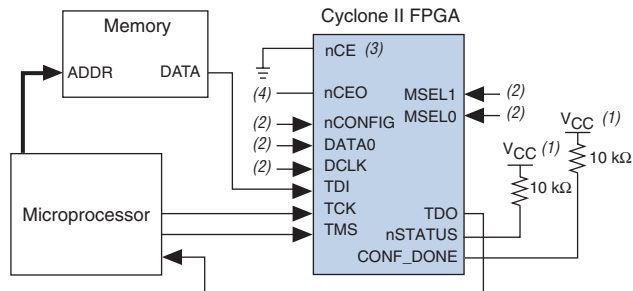 Cyclone II FPGA
Memory
ADDR
DATA
nCE (3)
(4) nCEO
MSEL1 (2)
MSEL0 (2)
(2) nCONFIG
(2) DATA0
(2) DCLK
TDI
TCK
TMS
Microprocessor
TDO
nSTATUS
CONF_DONE
VCC (1)
10 kΩ
VCC (1)
10 kΩ